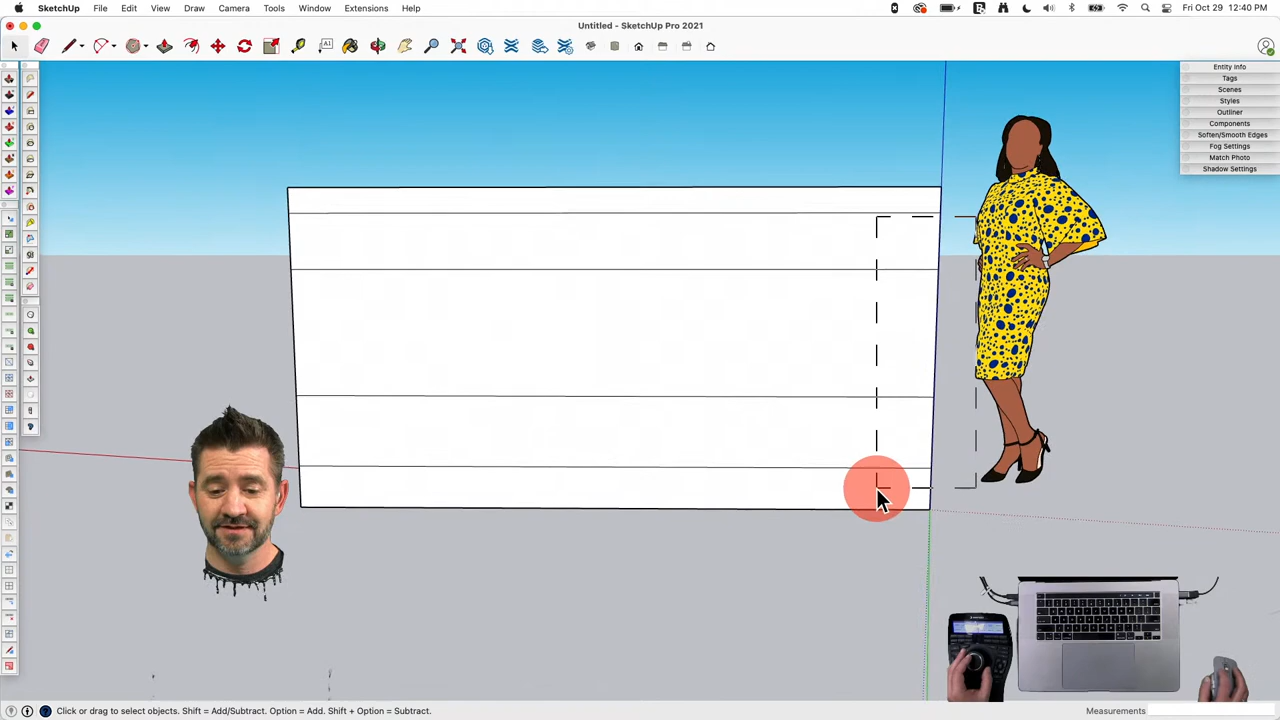 SketchUp File Edit View Draw Camera Tools Window Extensions Help
Fri Oct 29 12:40 PM
Untitled - SketchUp Pro 2021
Entity Info
Tags
Scenes
Styles
Outliner
Components
Soften/Smooth Edges
Fog Settings
Match Photo
Shadow Settings
Click or drag to select objects. Shift = Add/Subtract. Option = Add. Shift + Option = Subtract.
Measurements